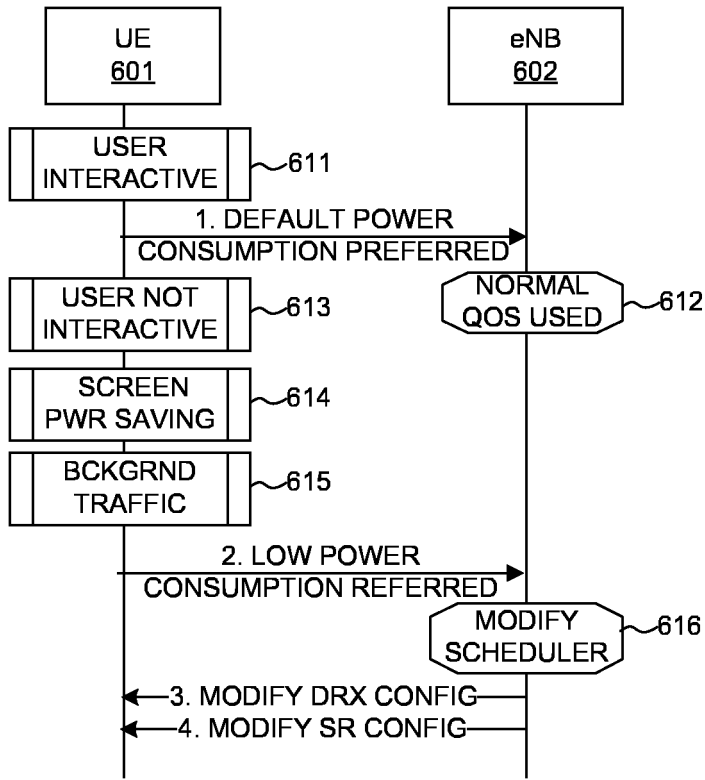 UE
601
eNB
602
USER
INTERACTIVE
611
1. DEFAULT POWER
CONSUMPTION PREFERRED
NORMAL
QOS USED
612
USER NOT
INTERACTIVE
613
SCREEN
PWR SAVING
614
BCKGRND
TRAFFIC
615
2. LOW POWER
CONSUMPTION REFERRED
MODIFY
SCHEDULER
616
3. MODIFY DRX CONFIG
4. MODIFY SR CONFIG